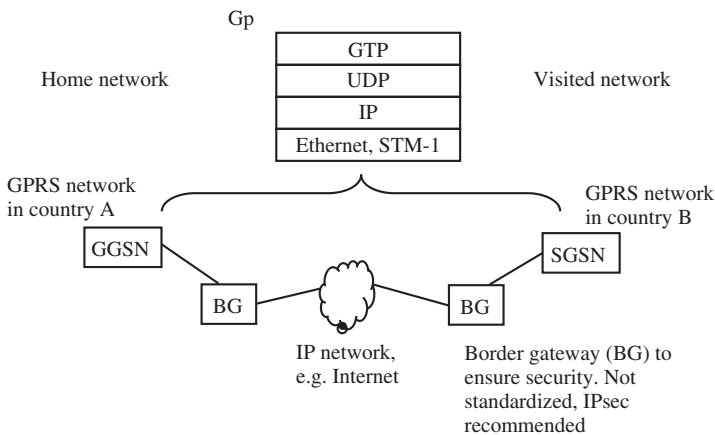 Gp
GTP
UDP
IP
Ethernet, STM-1
Home network
Visited network
GPRS network
in country A
GPRS network
in country B
GGSN
SGSN
BG
BG
IP network,
e.g. Internet
Border gateway (BG) to
ensure security. Not
standardized, IPsec
recommended